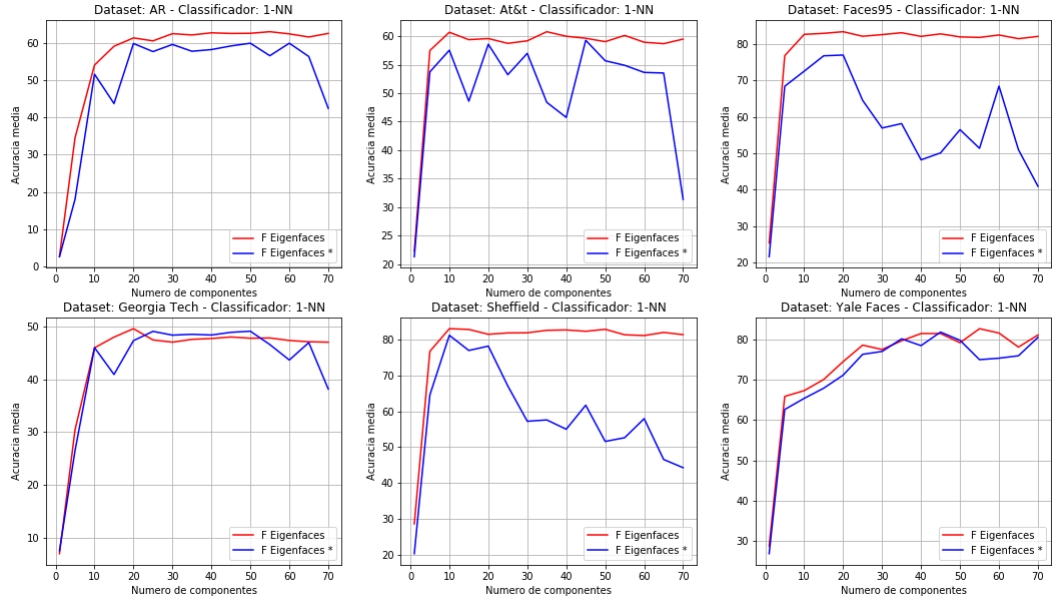 Dataset: AR - Classificador: 1-NN
Acuracia media
60
50
40
30
20
10
0
F Eigenfaces
F Eigenfaces *
0 10 20 30 40 50 60 70
Numero de componentes
Dataset: At&t - Classificador: 1-NN
Acuracia media
60
55
50
45
40
35
30
25
20
F Eigenfaces
F Eigenfaces *
0 10 20 30 40 50 60 70
Numero de componentes
Dataset: Faces95 - Classificador: 1-NN
Acuracia media
80
70
60
50
40
30
20
F Eigenfaces
F Eigenfaces *
0 10 20 30 40 50 60 70
Numero de componentes
Dataset: Georgia Tech - Classificador: 1-NN
Acuracia media
50
40
30
20
10
F Eigenfaces
F Eigenfaces *
0 10 20 30 40 50 60 70
Numero de componentes
Dataset: Sheffield - Classificador: 1-NN
Acuracia media
80
70
60
50
40
30
20
F Eigenfaces
F Eigenfaces *
0 10 20 30 40 50 60 70
Numero de componentes
Dataset: Yale Faces - Classificador: 1-NN
Acuracia media
80
70
60
50
40
30
F Eigenfaces
F Eigenfaces *
0 10 20 30 40 50 60 70
Numero de componentes